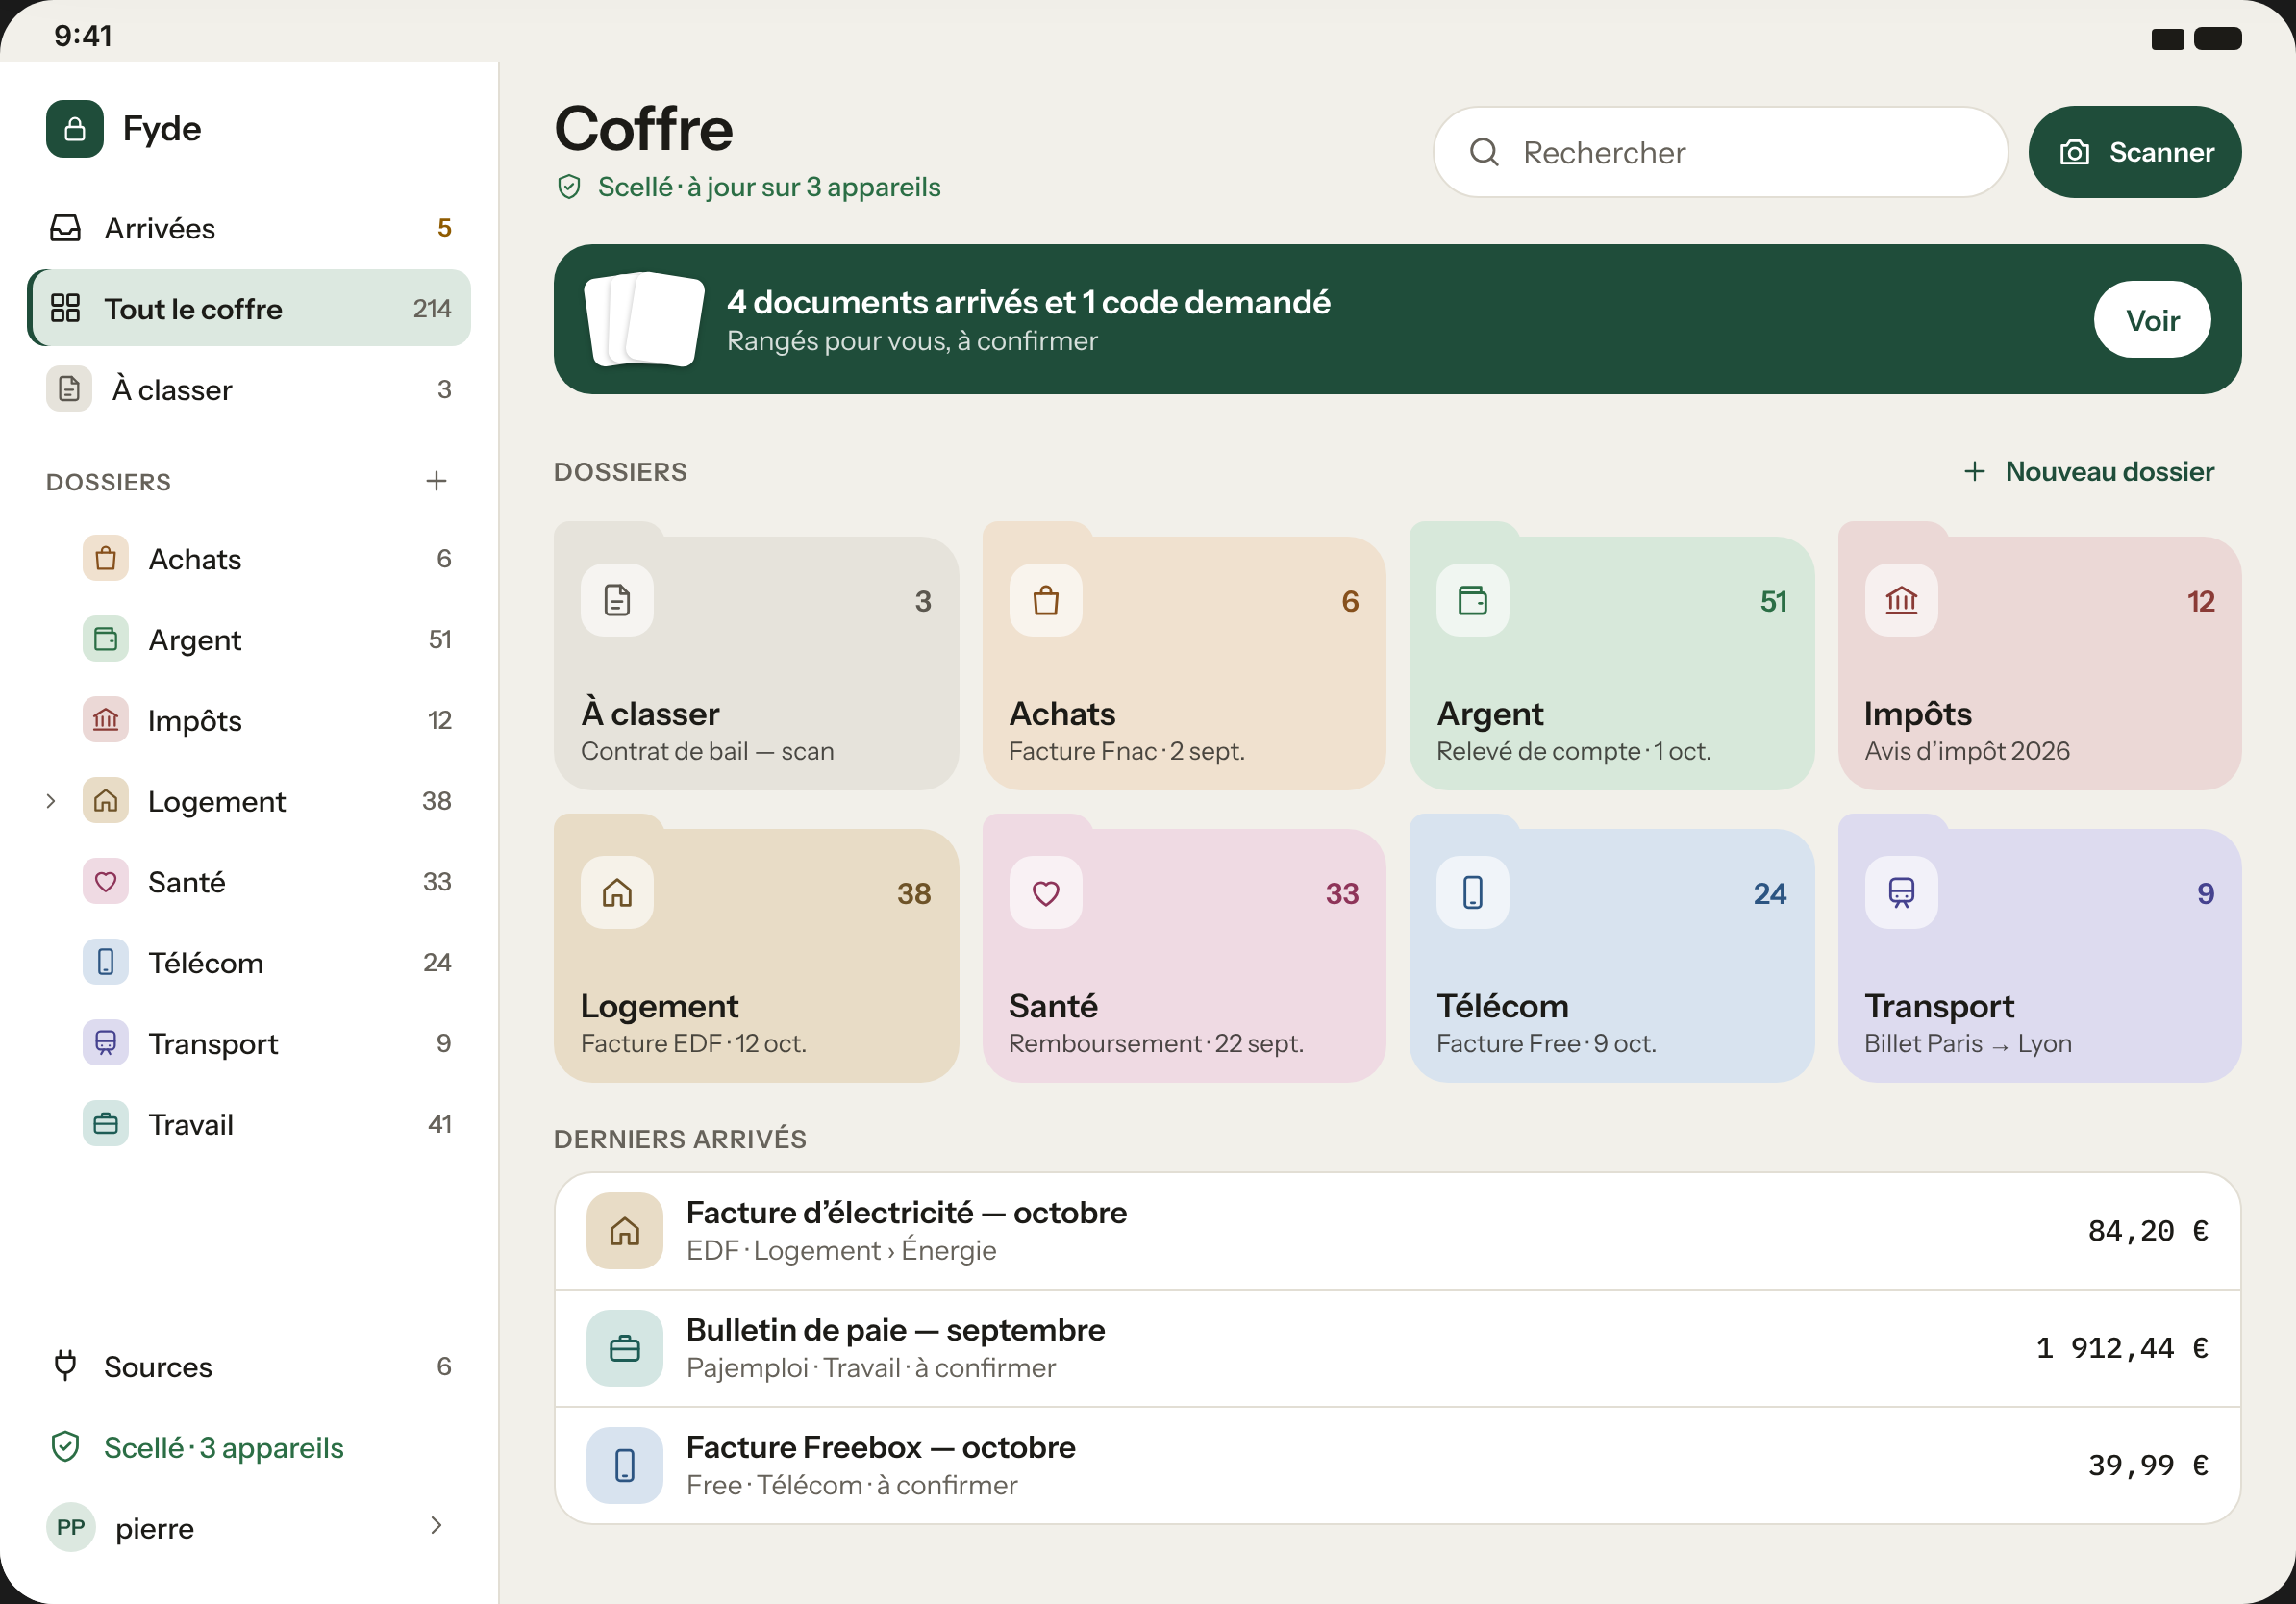 9:41
Fyde
Arrivées 5
Tout le coffre 214
À classer 3
DOSSIERS
Achats 6
Argent 51
Impôts 12
Logement 38
Santé 33
Télécom 24
Transport 9
Travail 41
Sources 6
Scellé · 3 appareils
PP pierre
Coffre
Scellé · à jour sur 3 appareils
Rechercher
Scanner
4 documents arrivés et 1 code demandé
Rangés pour vous, à confirmer
Voir
DOSSIERS
Nouveau dossier
3
À classer
Contrat de bail — scan
6
Achats
Facture Fnac · 2 sept.
51
Argent
Relevé de compte · 1 oct.
12
Impôts
Avis d’impôt 2026
38
Logement
Facture EDF · 12 oct.
33
Santé
Remboursement · 22 sept.
24
Télécom
Facture Free · 9 oct.
9
Transport
Billet Paris → Lyon
DERNIERS ARRIVÉS
Facture d’électricité — octobre
EDF · Logement › Énergie
84,20 €
Bulletin de paie — septembre
Pajemploi · Travail · à confirmer
1 912,44 €
Facture Freebox — octobre
Free · Télécom · à confirmer
39,99 €